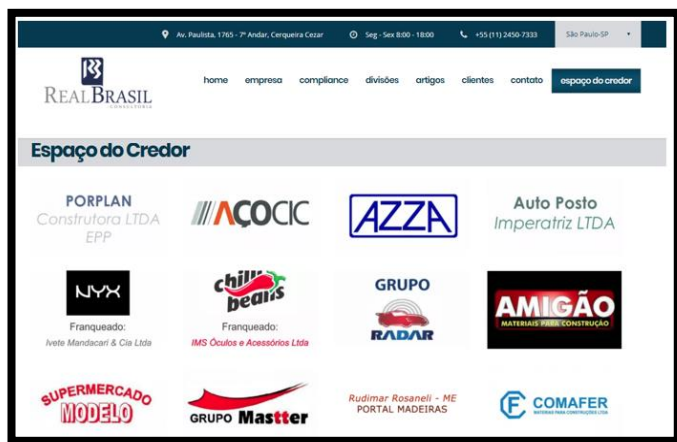 Av. Paulista, 1765 - 7º Andar, Cerqueira Cezar
Seg - Sex 8:00 - 18:00
+55 (11) 2450-7333
São Paulo-SP
REALBRASIL
CONSULTORIA
home empresa compliance divisões artigos clientes contato espaço do credor
Espaço do Credor
PORPLAN
Construtora LTDA
EPP
AÇOCIC
AZZA
Auto Posto
Imperatriz LTDA
NYX
Franqueado:
Ivete Mandacari & Cia Ltda
chilli
beans
Franqueado:
IMS Óculos e Acessórios Ltda
GRUPO
RADAR
AMIGÃO
MATERIAIS PARA CONSTRUÇÃO
SUPERMERCADO
MODELO
GRUPO Mastter
Rudimar Rosaneli - ME
PORTAL MADEIRAS
COMAFER
MATERIAIS PARA CONSTRUÇÕES LTDA